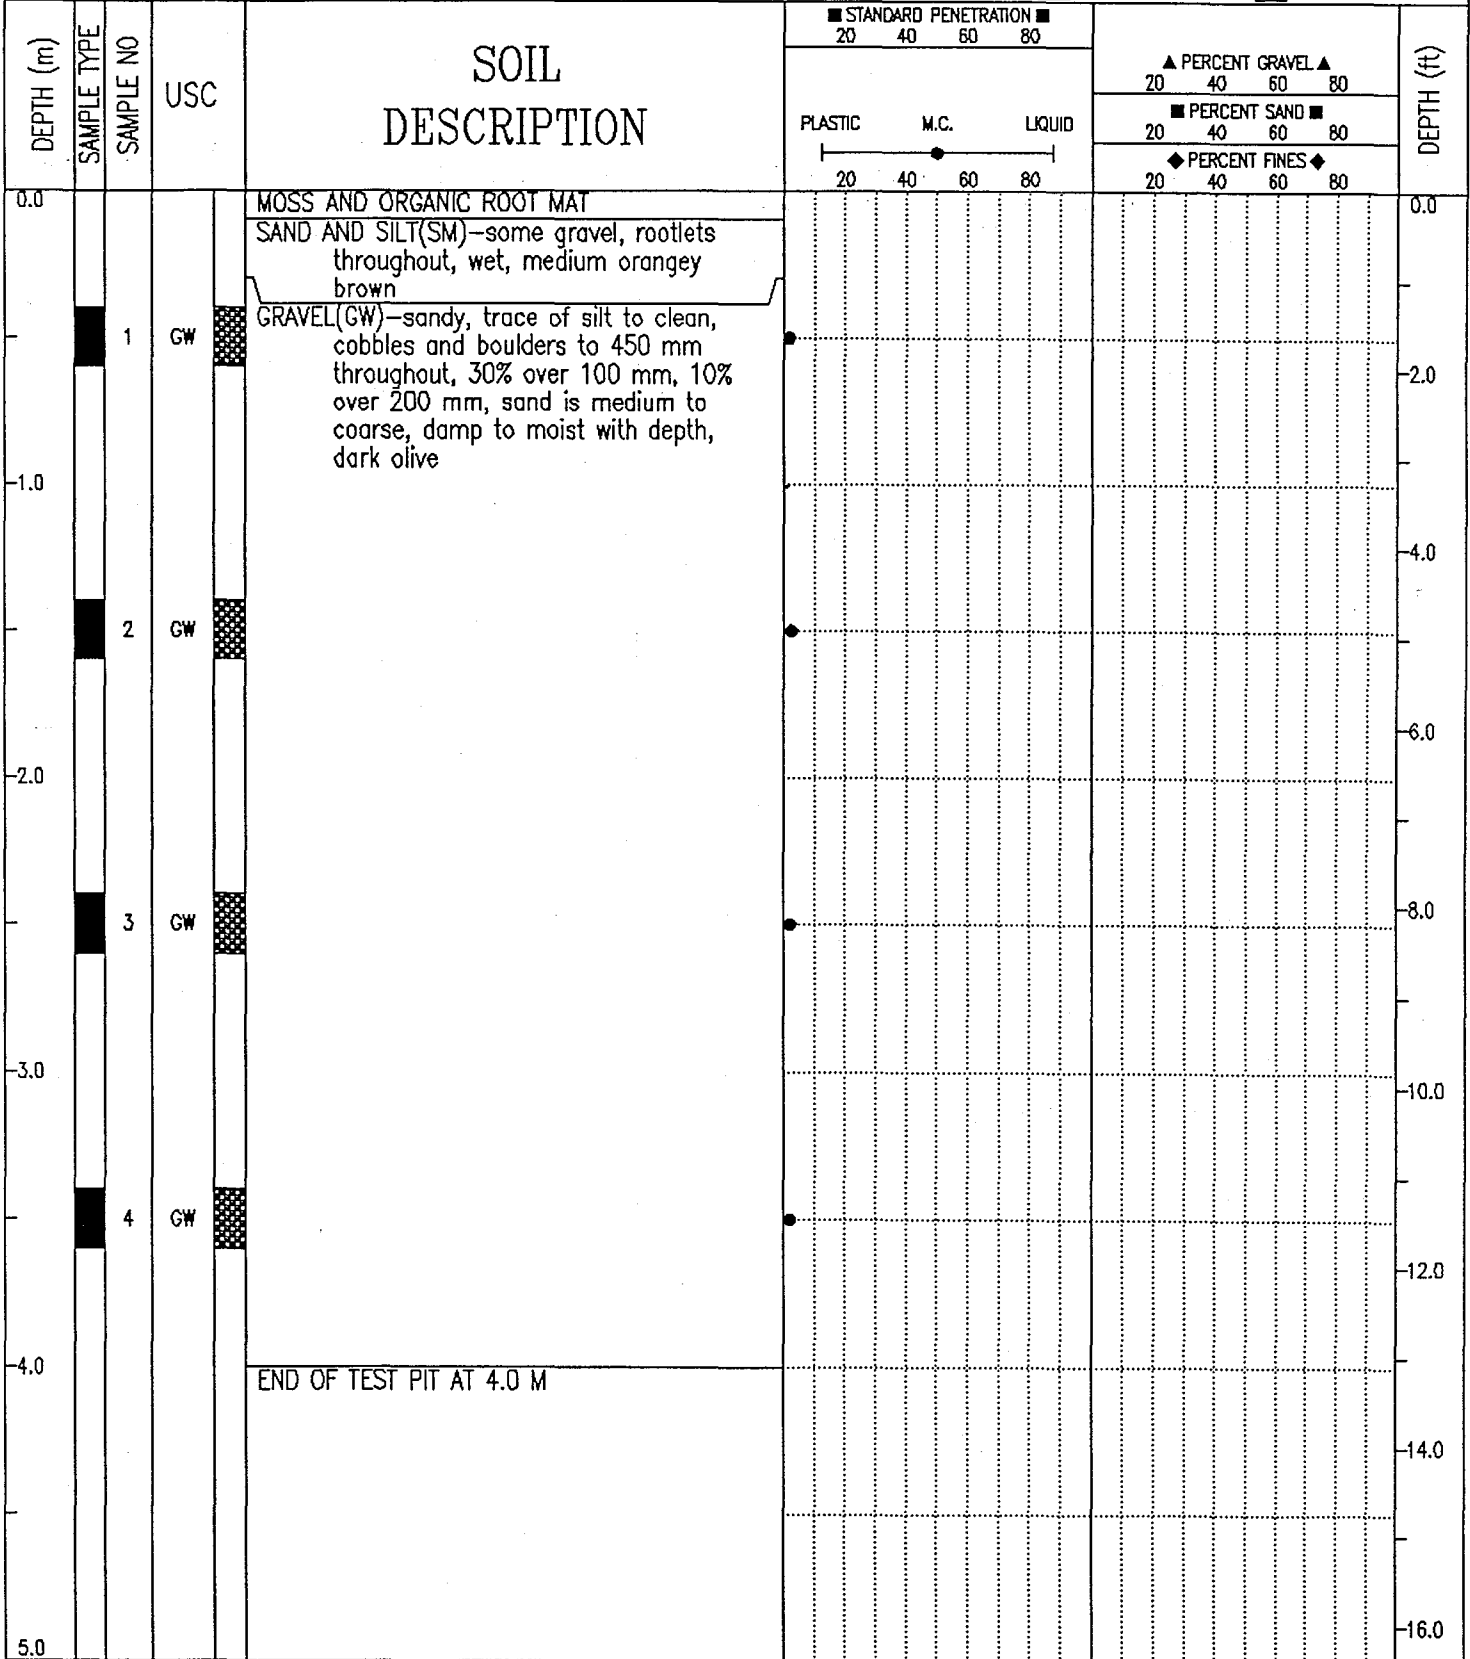 DEPTH (m)
SAMPLE TYPE
SAMPLE NO
USC
SOIL
DESCRIPTION
■ STANDARD PENETRATION ■
20 40 60 80
PLASTIC M.C. LIQUID
20 40 60 80
▲ PERCENT GRAVEL ▲
20 40 60 80
■ PERCENT SAND ■
20 40 60 80
◆ PERCENT FINES ◆
20 40 60 80
DEPTH (ft)
0.0
MOSS AND ORGANIC ROOT MAT
0.0
SAND AND SILT(SM)-some gravel, rootlets
throughout, wet, medium orangey
brown
GRAVEL(GW)-sandy, trace of silt to clean,
1 GW
cobbles and boulders to 450 mm
throughout, 30% over 100 mm, 10%
2.0
over 200 mm, sand is medium to
coarse, damp to moist with depth,
dark olive
1.0
4.0
2 GW
6.0
2.0
8.0
3 GW
3.0
10.0
4 GW
12.0
4.0
END OF TEST PIT AT 4.0 M
14.0
16.0
5.0